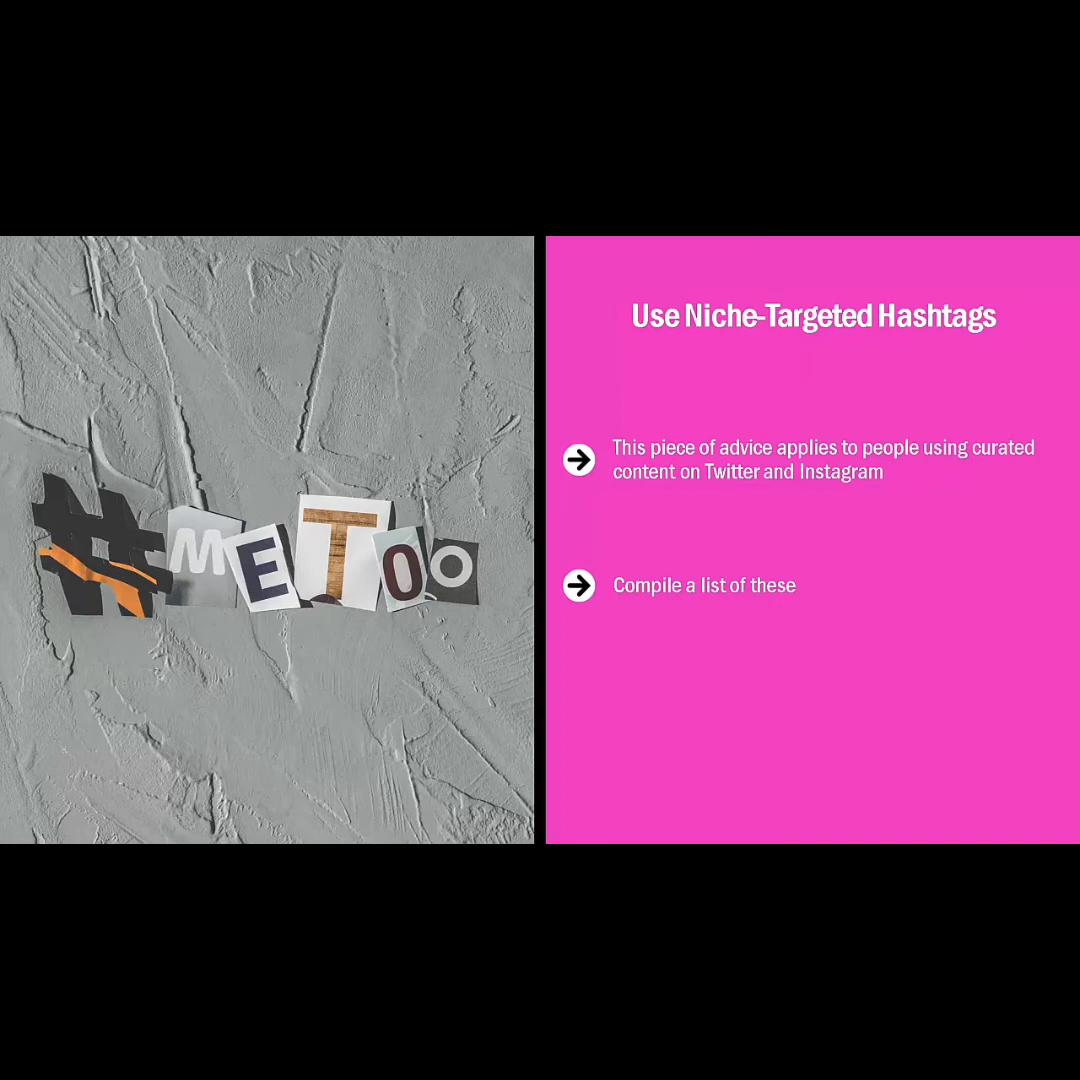 #METOO
Use Niche-Targeted Hashtags
This piece of advice applies to people using curated
content on Twitter and Instagram
Compile a list of these